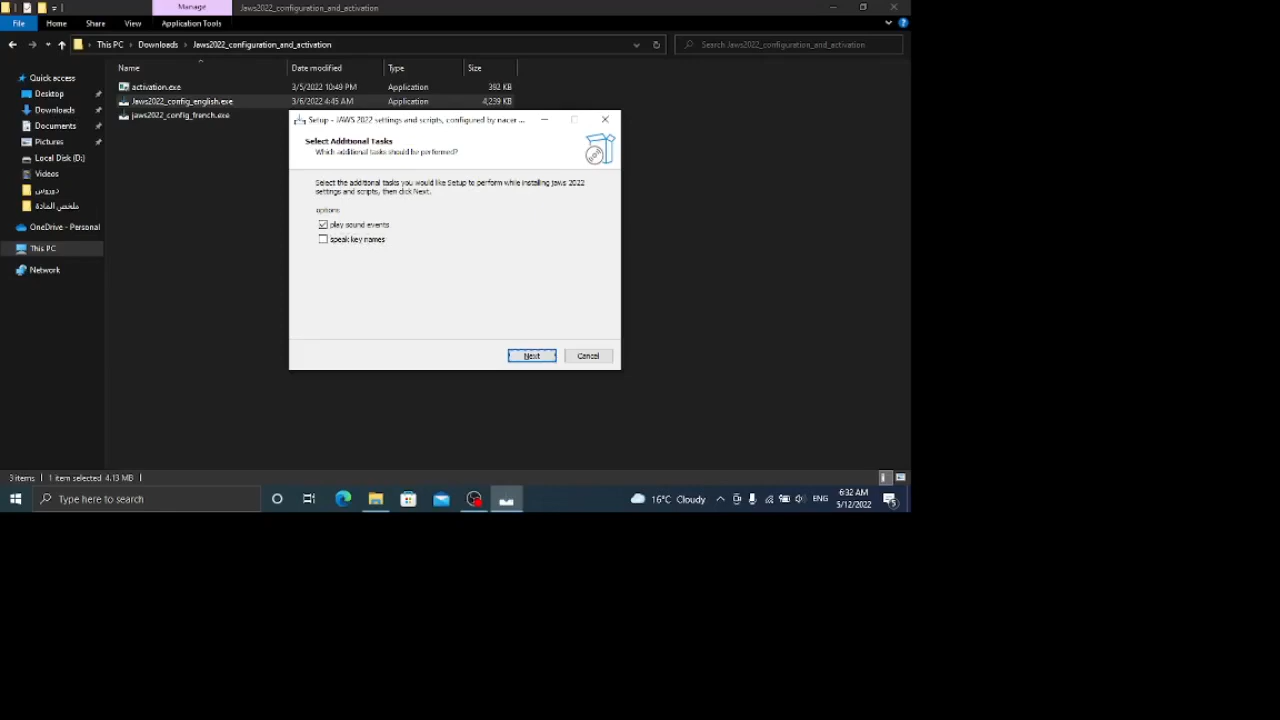 Manage
Jaws2022_configuration_and_activation
File
Home
Share
View
Application Tools
This PC
Downloads
Jaws2022_configuration_and_activation
Search Jaws2022_configuration_and_activation
Name
Date modified
Type
Size
Quick access
Desktop
Downloads
Documents
Pictures
Local Disk (D:)
Videos
دروس
ملخص المادة
OneDrive - Personal
This PC
Network
activation.exe
3/5/2022 10:49 PM
Application
392 KB
Jaws2022_config_english.exe
3/6/2022 4:45 AM
Application
4,239 KB
jaws2022_config_french.exe
Setup - JAWS 2022 settings and scripts, configured by nacer ...
Select Additional Tasks
Which additional tasks should be performed?
Select the additional tasks you would like Setup to perform while installing jaws 2022
settings and scripts, then click Next.
options:
play sound events
speak key names
Next
Cancel
3 items
1 item selected 4.13 MB
Type here to search
16°C Cloudy
ENG
6:32 AM
5/12/2022
5